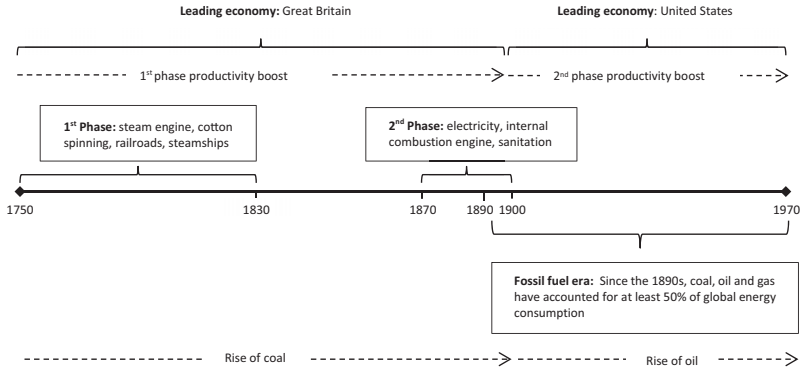 Leading economy: Great Britain
Leading economy: United States
1st phase productivity boost
2nd phase productivity boost
1st Phase: steam engine, cotton
spinning, railroads, steamships
2nd Phase: electricity, internal
combustion engine, sanitation
1750
1830
1870
1890
1900
1970
Fossil fuel era: Since the 1890s, coal, oil and gas
have accounted for at least 50% of global energy
consumption
Rise of coal
Rise of oil